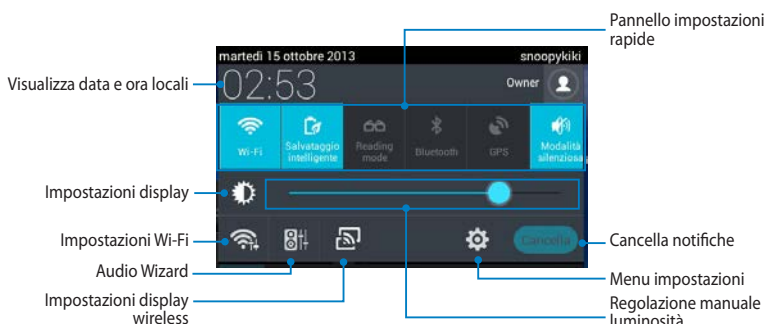 Pannello impostazioni
rapide
martedì 15 ottobre 2013 snoopykiki
Visualizza data e ora locali
02:53 Owner
Wi-Fi
Salvataggio
intelligente
Reading
mode
Bluetooth
GPS
Modalità
silenziosa
Impostazioni display
Impostazioni Wi-Fi
Cancella
Cancella notifiche
Audio Wizard
Menu impostazioni
Impostazioni display
wireless
Regolazione manuale
luminosità